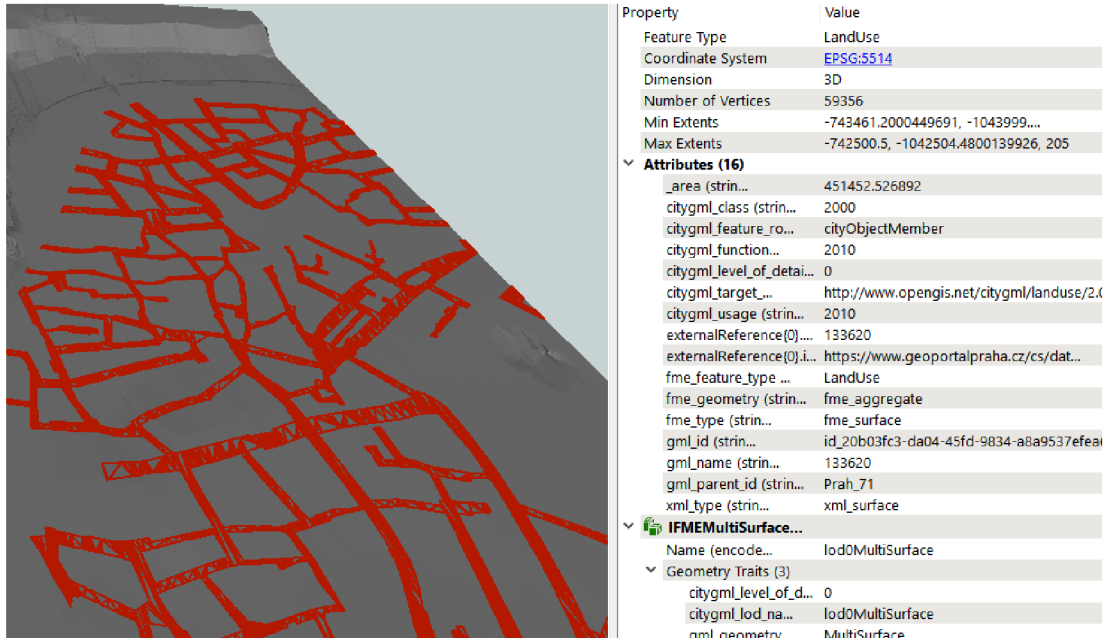 Property Value
Feature Type LandUse
Coordinate System EPSG:5514
Dimension 3D
Number of Vertices 59356
Min Extents -743461.2000449691, -1043999....
Max Extents -742500.5, -1042504.4800139926, 205
Attributes (16)
_area (strin... 451452.526892
citygml_class (strin... 2000
citygml_feature_ro... cityObjectMember
citygml_function... 2010
citygml_level_of_detai... 0
citygml_target_... http://www.opengis.net/citygml/landuse/2.0
citygml_usage (strin... 2010
externalReference{0}.... 133620
externalReference{0}.i... https://www.geoportalpraha.cz/cs/dat...
fme_feature_type ... LandUse
fme_geometry (strin... fme_aggregate
fme_type (strin... fme_surface
gml_id (strin... id_20b03fc3-da04-45fd-9834-a8a9537efea6
gml_name (strin... 133620
gml_parent_id (strin... Prah_71
xml_type (strin... xml_surface
IFMEMultiSurface...
Name (encode... lod0MultiSurface
Geometry Traits (3)
citygml_level_of_d... 0
citygml_lod_na... lod0MultiSurface
gml_geometry MultiSurface